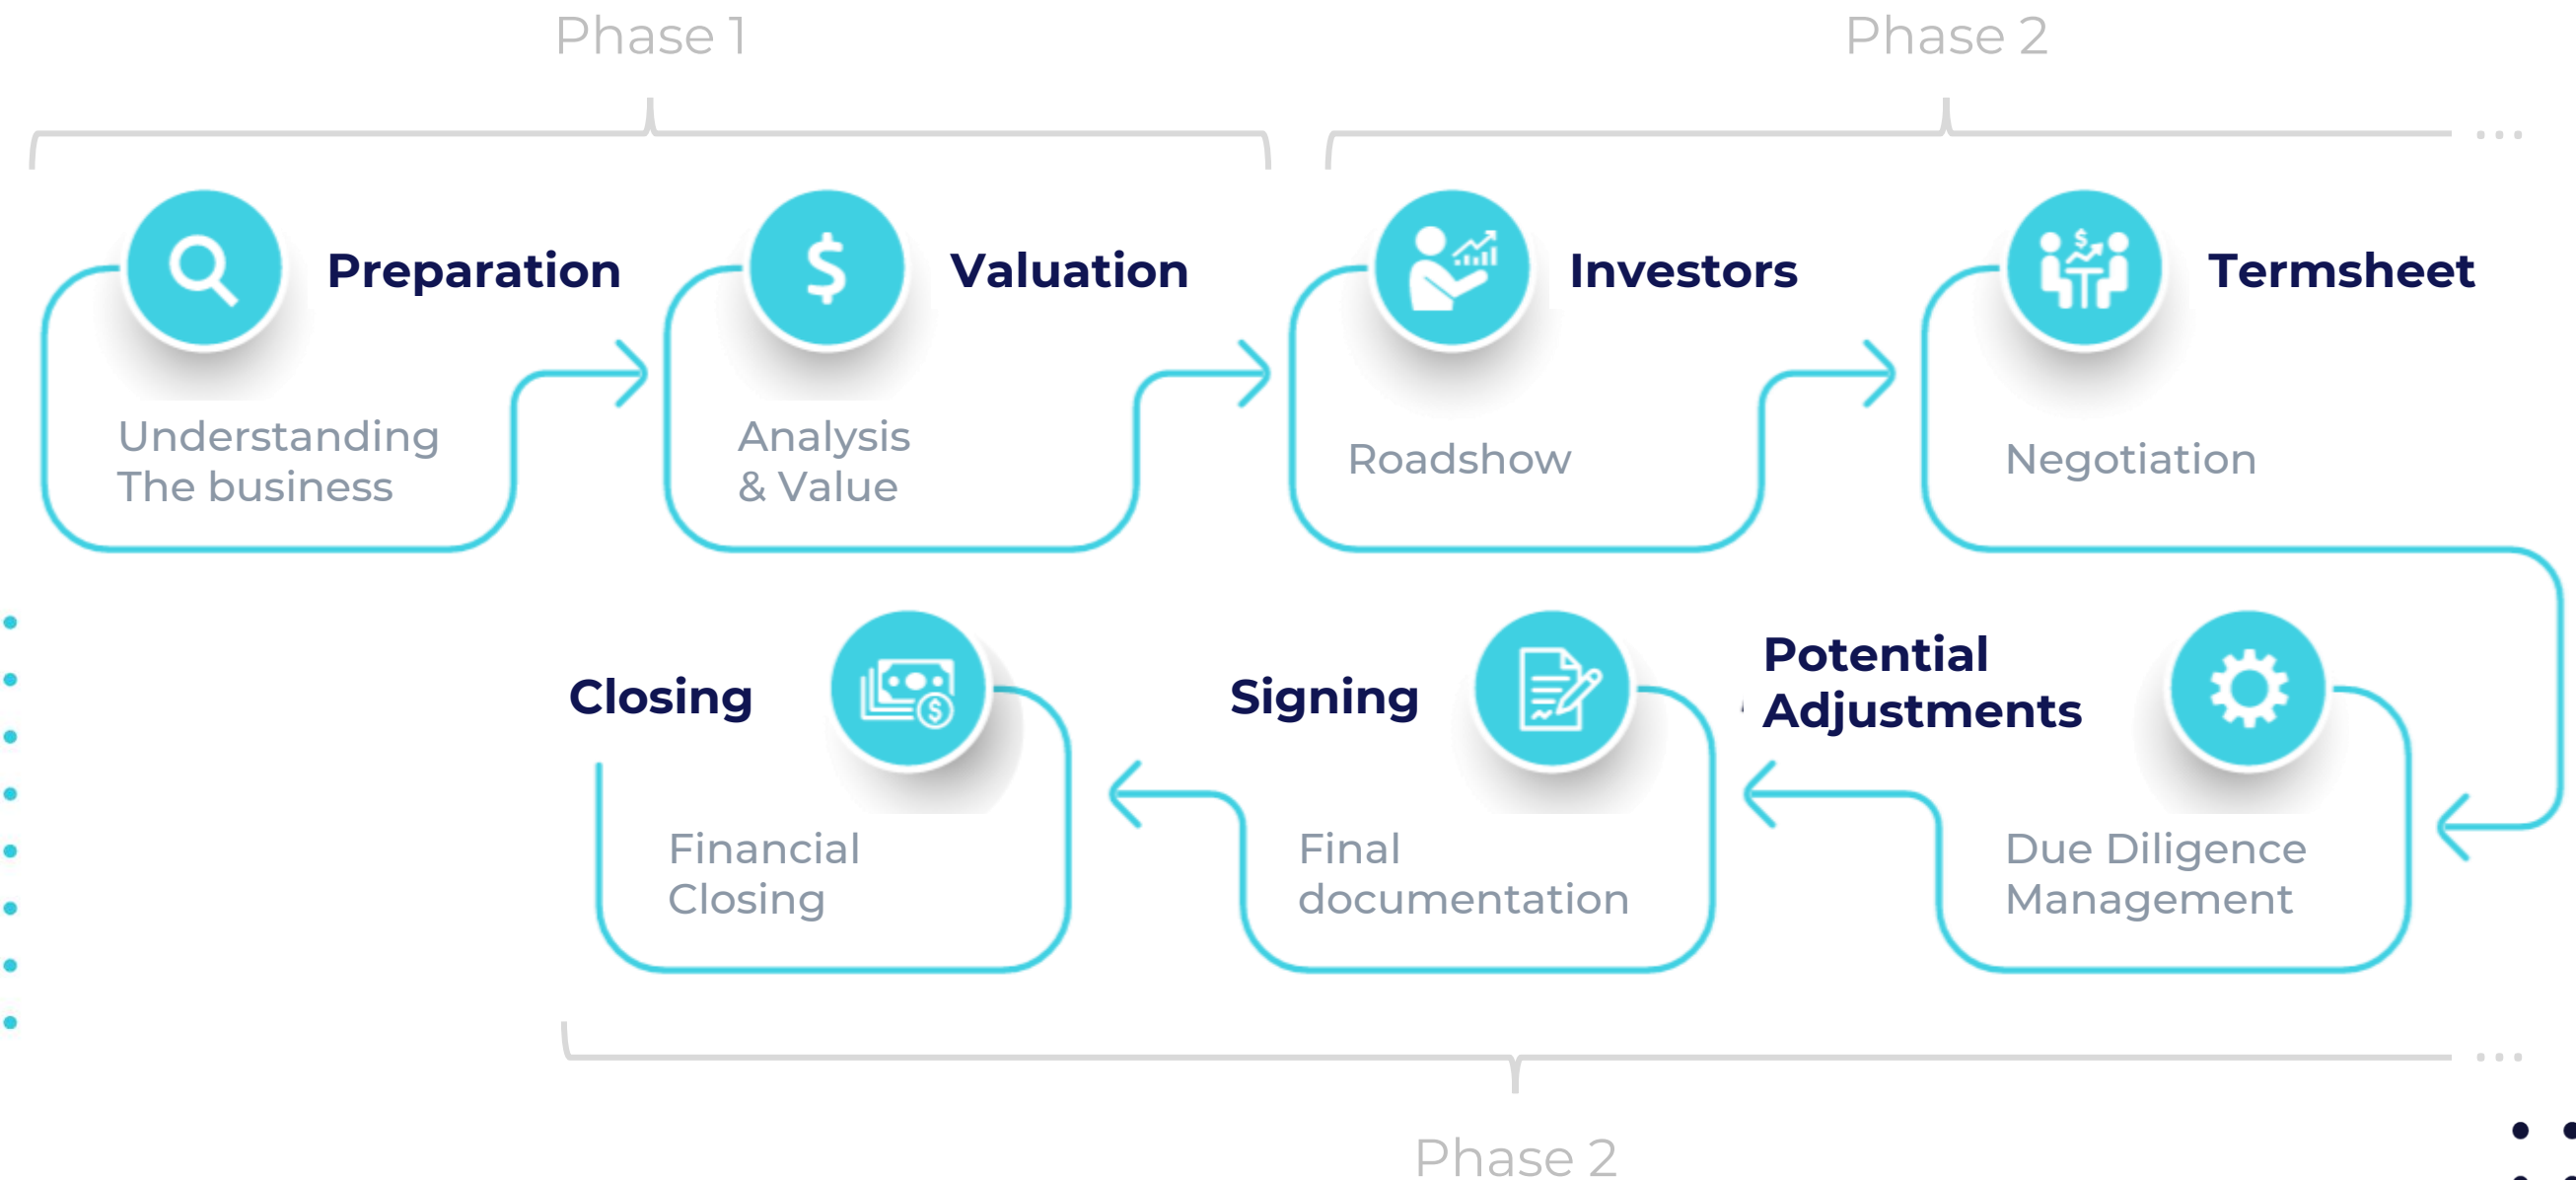 Phase 1
Phase 2
Preparation
Understanding
The business
Valuation
Analysis
& Value
Investors
Roadshow
Termsheet
Negotiation
Potential
Adjustments
Due Diligence
Management
Signing
Final
documentation
Closing
Financial
Closing
Phase 2